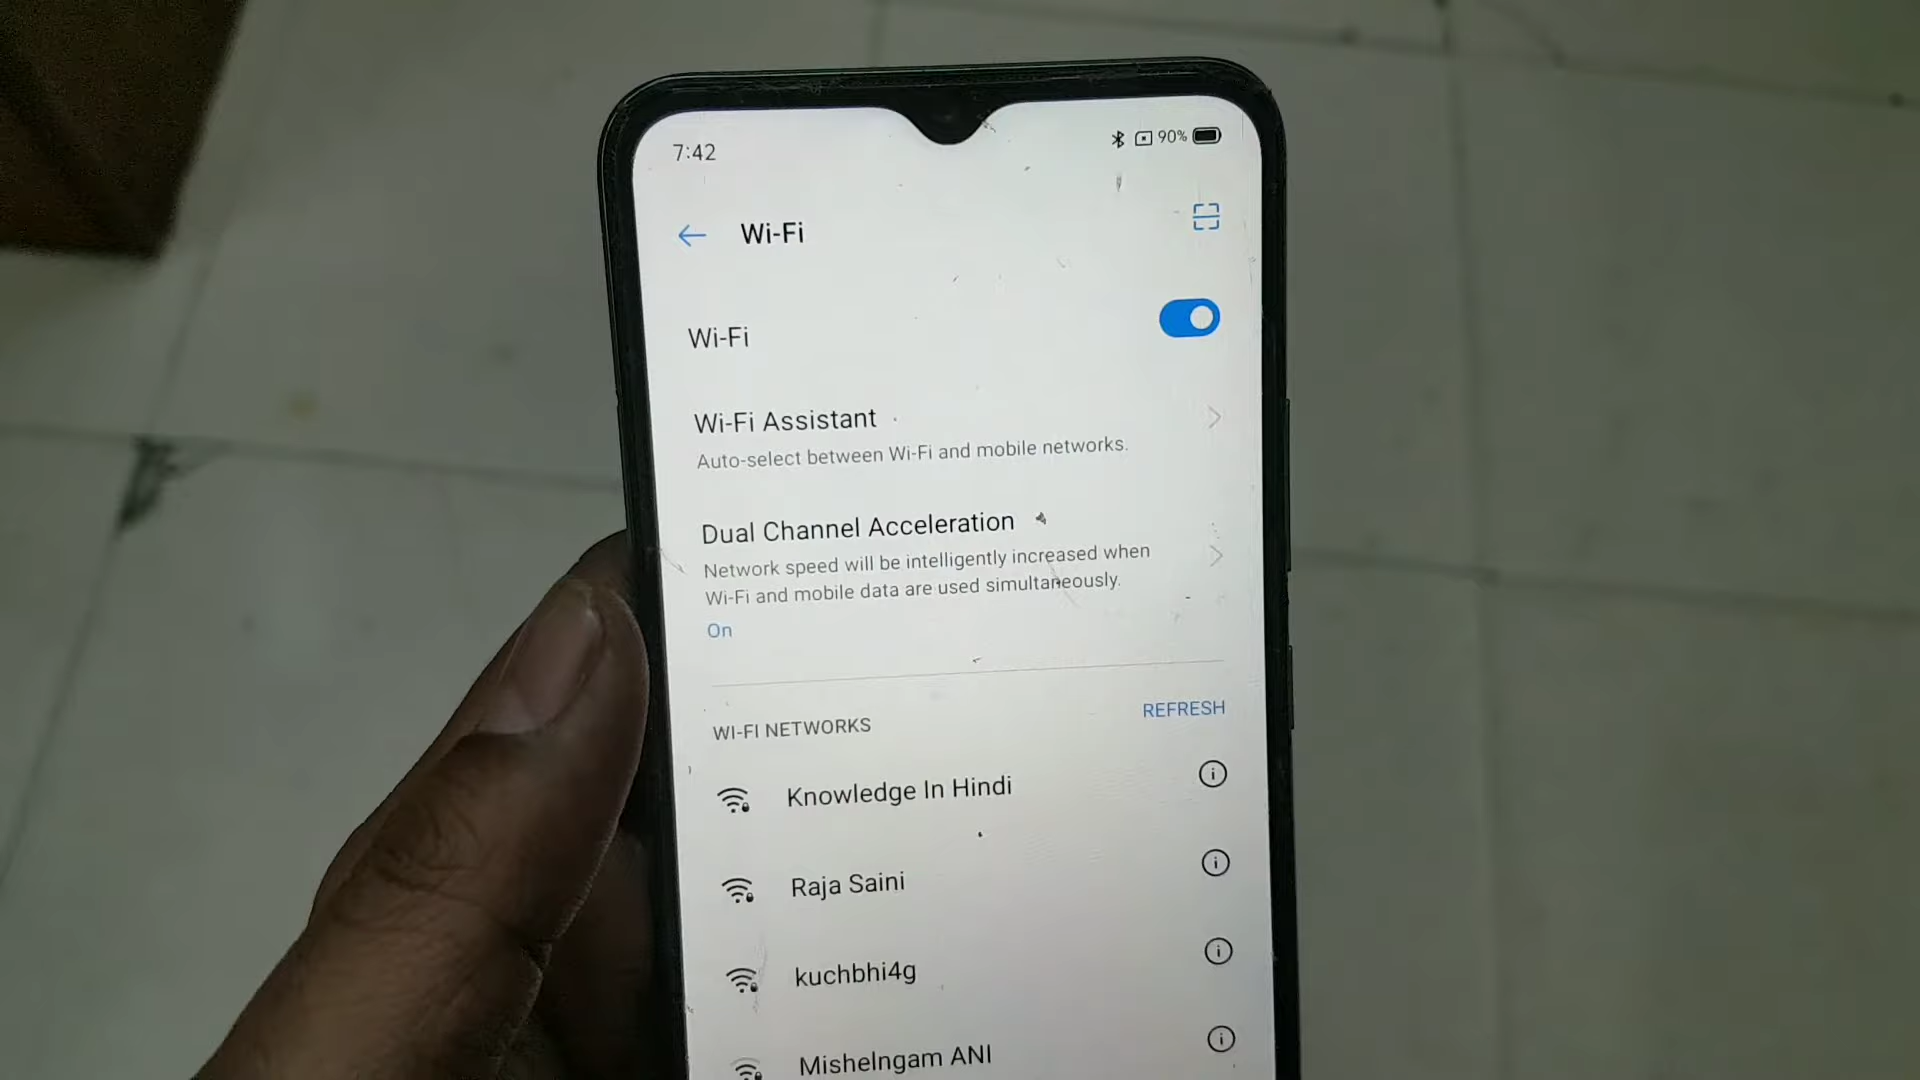 7:42
90%
Wi-Fi
Wi-Fi
Wi-Fi Assistant
Auto-select between Wi-Fi and mobile networks.
Dual Channel Acceleration
Network speed will be intelligently increased when
Wi-Fi and mobile data are used simultaneously.
On
WI-FI NETWORKS
REFRESH
Knowledge In Hindi
Raja Saini
kuchbhi4g
Mishelngam ANI